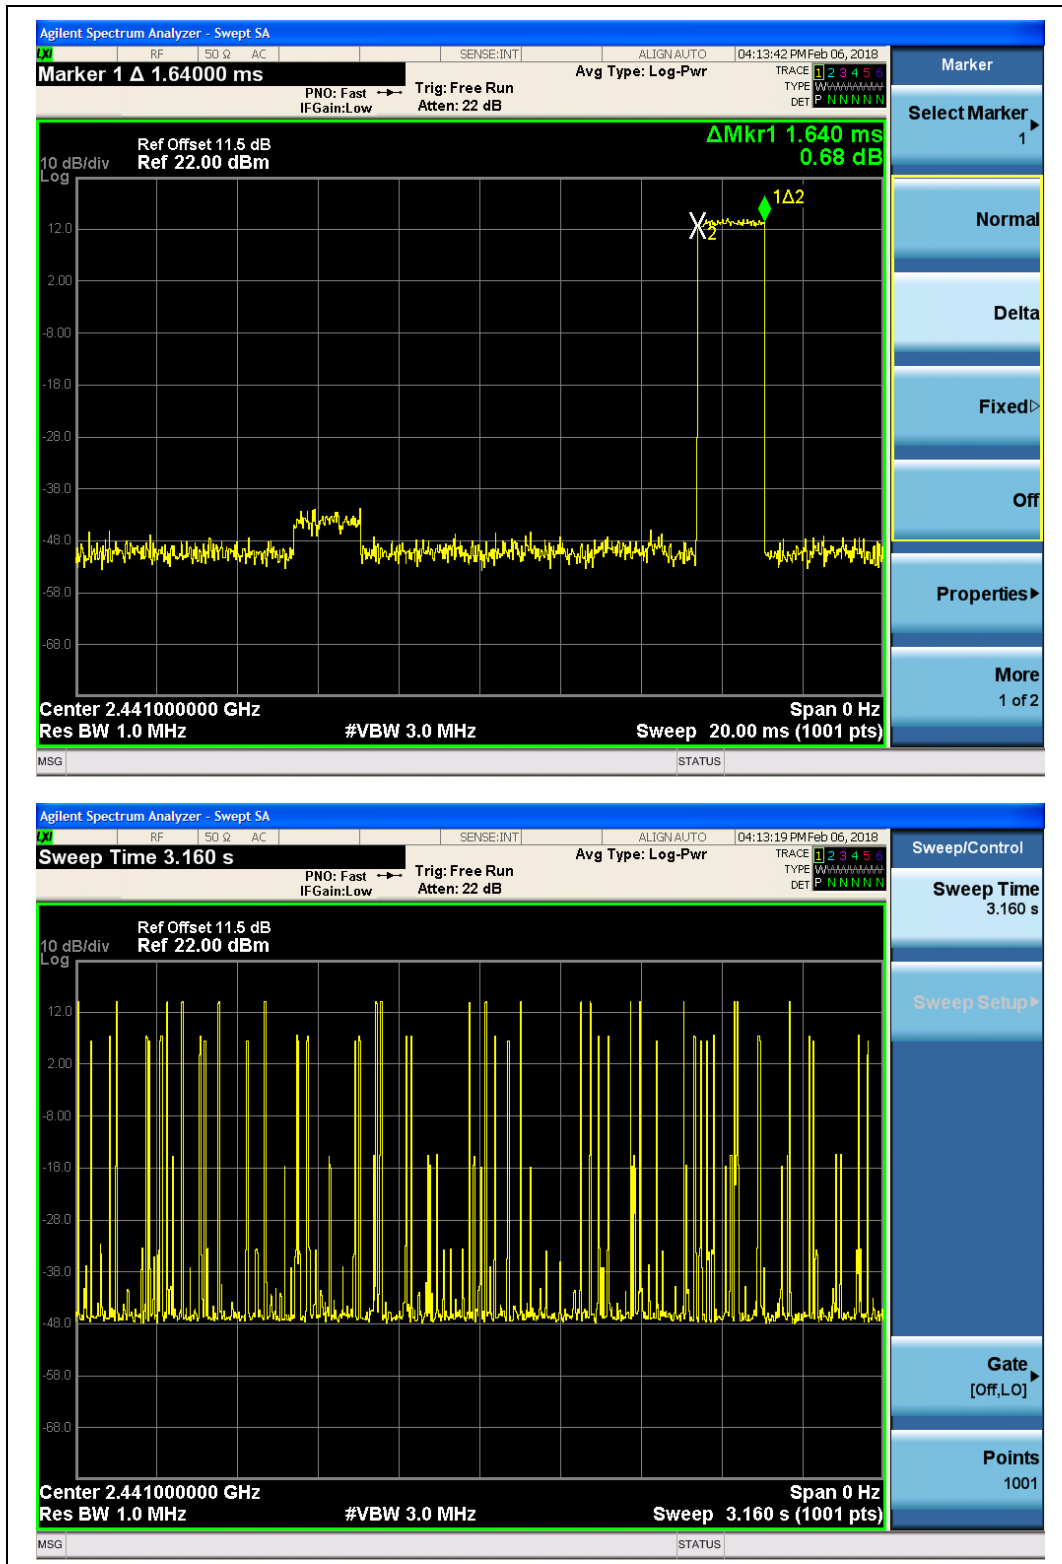 Agilent Spectrum Analyzer - Swept SA
LXI RF 50 Ω AC SENSE:INT ALIGN AUTO 04:13:42 PM Feb 06, 2018
Marker 1 Δ 1.64000 ms
PNO: Fast
IFGain:Low
Trig: Free Run
Atten: 22 dB
Avg Type: Log-Pwr
TRACE 1 2 3 4 5 6
TYPE W
DET P N N N N N
ΔMkr1 1.640 ms
0.68 dB
Ref Offset 11.5 dB
10 dB/div Ref 22.00 dBm
Log
1Δ2
X2
12.0
2.00
-8.00
-18.0
-28.0
-38.0
-48.0
-58.0
-68.0
Center 2.441000000 GHz Span 0 Hz
Res BW 1.0 MHz #VBW 3.0 MHz Sweep 20.00 ms (1001 pts)
MSG STATUS
Marker
Select Marker
1
Normal
Delta
Fixed
Off
Properties
More
1 of 2
Agilent Spectrum Analyzer - Swept SA
LXI RF 50 Ω AC SENSE:INT ALIGN AUTO 04:13:19 PM Feb 06, 2018
Sweep Time 3.160 s
PNO: Fast
IFGain:Low
Trig: Free Run
Atten: 22 dB
Avg Type: Log-Pwr
TRACE 1 2 3 4 5 6
TYPE W
DET P N N N N N
Ref Offset 11.5 dB
10 dB/div Ref 22.00 dBm
Log
12.0
2.00
-8.00
-18.0
-28.0
-38.0
-48.0
-58.0
-68.0
Center 2.441000000 GHz Span 0 Hz
Res BW 1.0 MHz #VBW 3.0 MHz Sweep 3.160 s (1001 pts)
MSG STATUS
Sweep/Control
Sweep Time
3.160 s
Sweep Setup
Gate
[Off,LO]
Points
1001